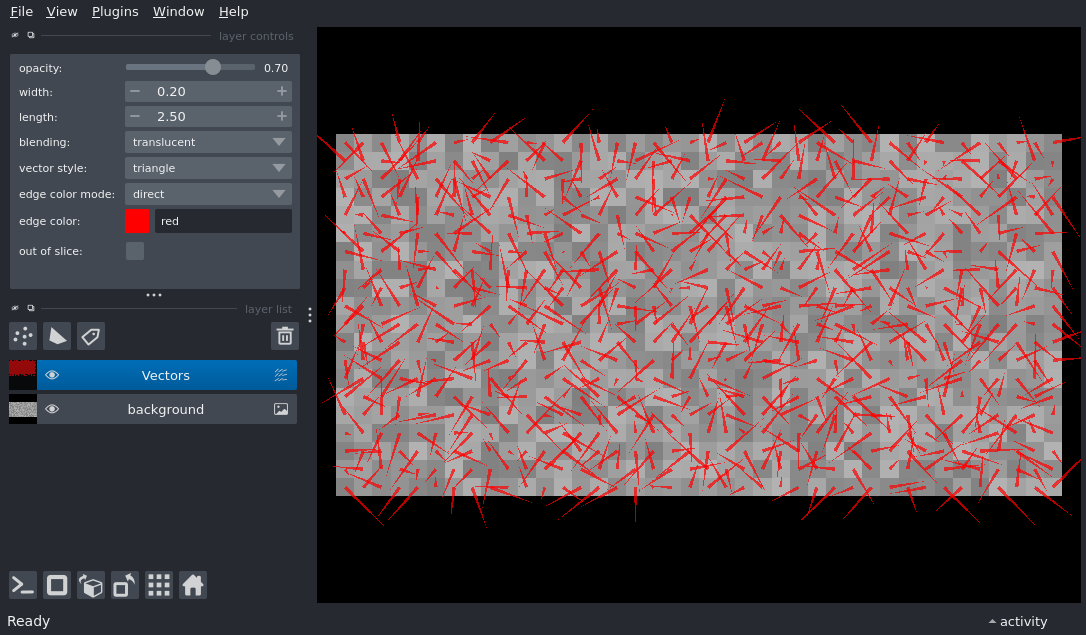 File View Plugins Window Help
layer controls
opacity: 0.70
width: 0.20
length: 2.50
blending: translucent
vector style: triangle
edge color mode: direct
edge color: red
out of slice:
layer list
Vectors
background
Ready
activity